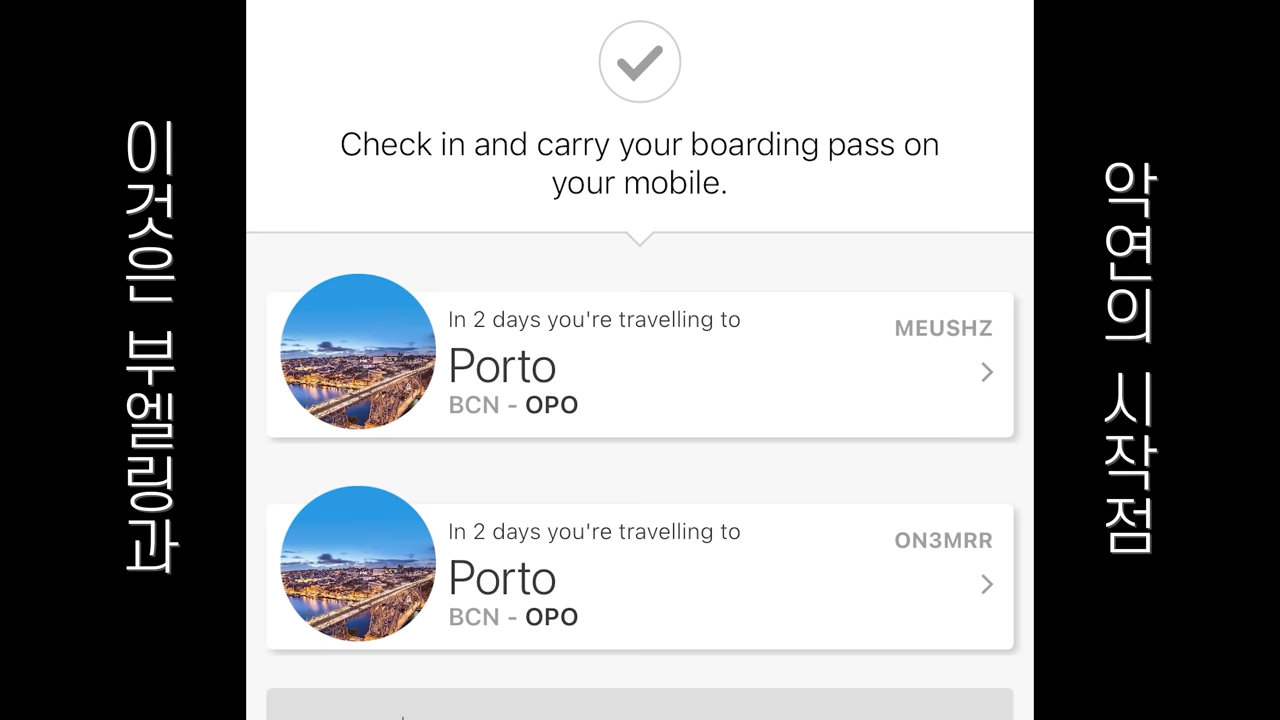 이것은 부엘링과
Check in and carry your boarding pass on
your mobile.
In 2 days you're travelling to
MEUSHZ
Porto
BCN - OPO
In 2 days you're travelling to
ON3MRR
Porto
BCN - OPO
악연의 시작점